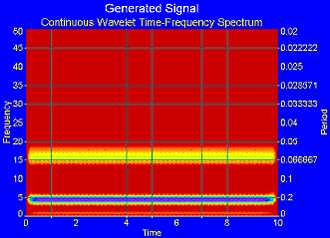 Generated Signal
Continuous Wavelet Time-Frequency Spectrum
50 0.02
45 0.022222
40 0.025
35 0.028571
30 0.033333
25 0.04
20 0.05
15 0.066667
10 0.1
5 0.2
0 0
Frequency
Period
0 2 4 6 8 10
Time